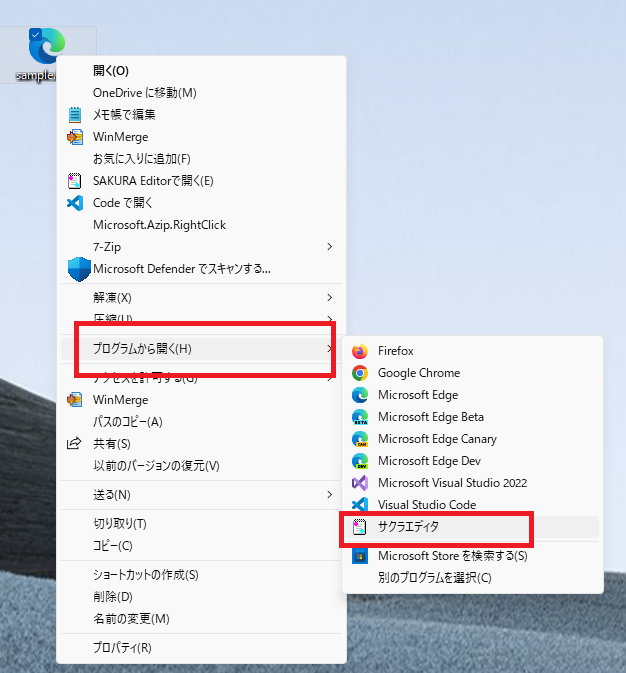 sample.
開く(O)
OneDrive に移動(M)
メモ帳で編集
WinMerge
お気に入りに追加(F)
SAKURA Editorで開く(E)
Code で開く
Microsoft.Azip.RightClick
7-Zip
Microsoft Defender でスキャンする...
解凍(X)
圧縮(U)
プログラムから開く(H)
アクセスを許可する(G)
WinMerge
パスのコピー(A)
共有(S)
以前のバージョンの復元(V)
送る(N)
切り取り(T)
コピー(C)
ショートカットの作成(S)
削除(D)
名前の変更(M)
プロパティ(R)
Firefox
Google Chrome
Microsoft Edge
Microsoft Edge Beta
Microsoft Edge Canary
Microsoft Edge Dev
Microsoft Visual Studio 2022
Visual Studio Code
サクラエディタ
Microsoft Store を検索する(S)
別のプログラムを選択(C)